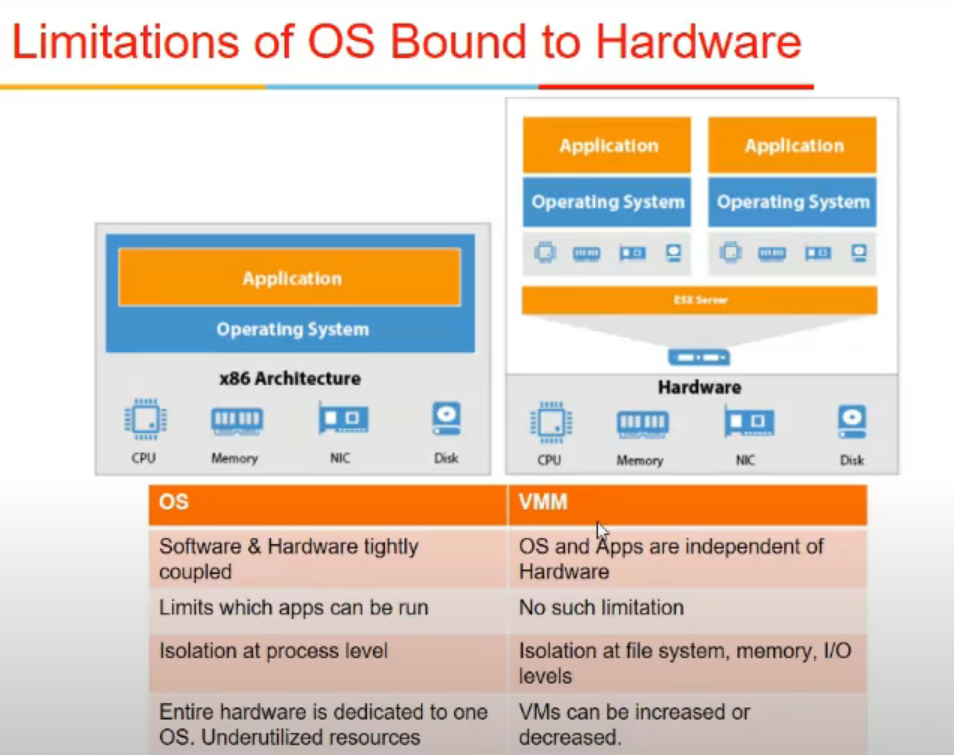 Limitations of OS Bound to Hardware
Application
Operating System
x86 Architecture
CPU
Memory
NIC
Disk
Application
Application
Operating System
Operating System
ESX Server
Hardware
CPU
Memory
NIC
Disk
OS
VMM
Software & Hardware tightly
coupled
OS and Apps are independent of
Hardware
Limits which apps can be run
No such limitation
Isolation at process level
Isolation at file system, memory, I/O
levels
Entire hardware is dedicated to one
OS. Underutilized resources
VMs can be increased or
decreased.